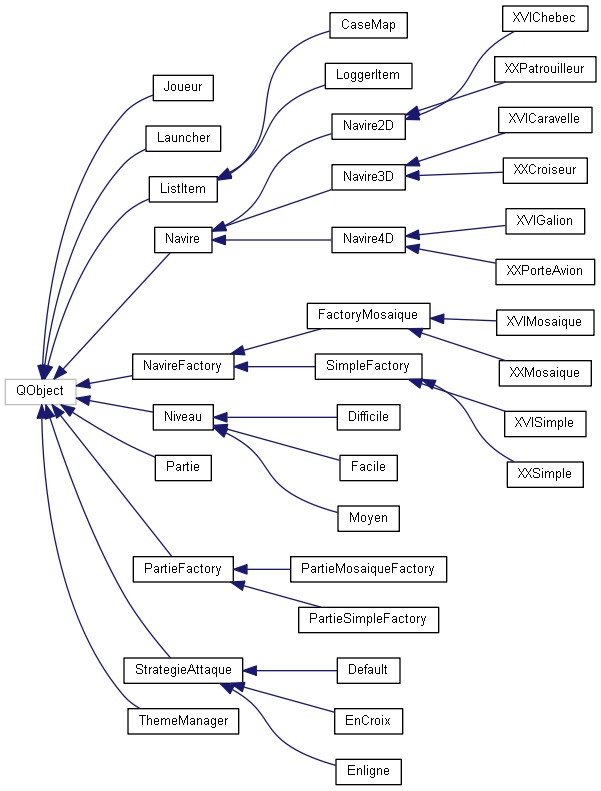 QObject
Joueur
Launcher
ListItem
CaseMap
LoggerItem
Navire
Navire2D
XVIChebec
XXPatrouilleur
Navire3D
XVICaravelle
XXCroiseur
Navire4D
XVIGalion
XXPorteAvion
NavireFactory
FactoryMosaique
XVIMosaique
XXMosaique
SimpleFactory
XVISimple
XXSimple
Niveau
Difficile
Facile
Moyen
Partie
PartieFactory
PartieMosaiqueFactory
PartieSimpleFactory
StrategieAttaque
Default
EnCroix
Enligne
ThemeManager